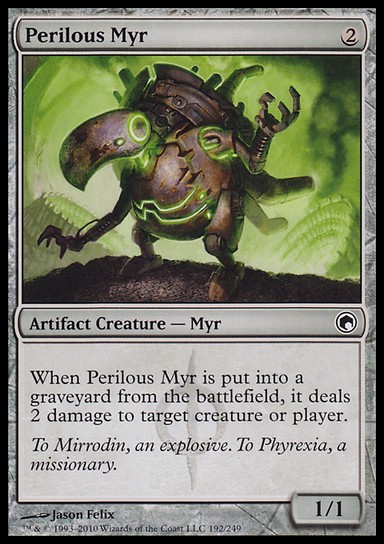 Perilous Myr 2
Artifact Creature — Myr
When Perilous Myr is put into a
graveyard from the battlefield, it deals
2 damage to target creature or player.
To Mirrodin, an explosive. To Phyrexia, a
missionary.
Jason Felix
1/1
™ & © 1993–2010 Wizards of the Coast LLC 192/249